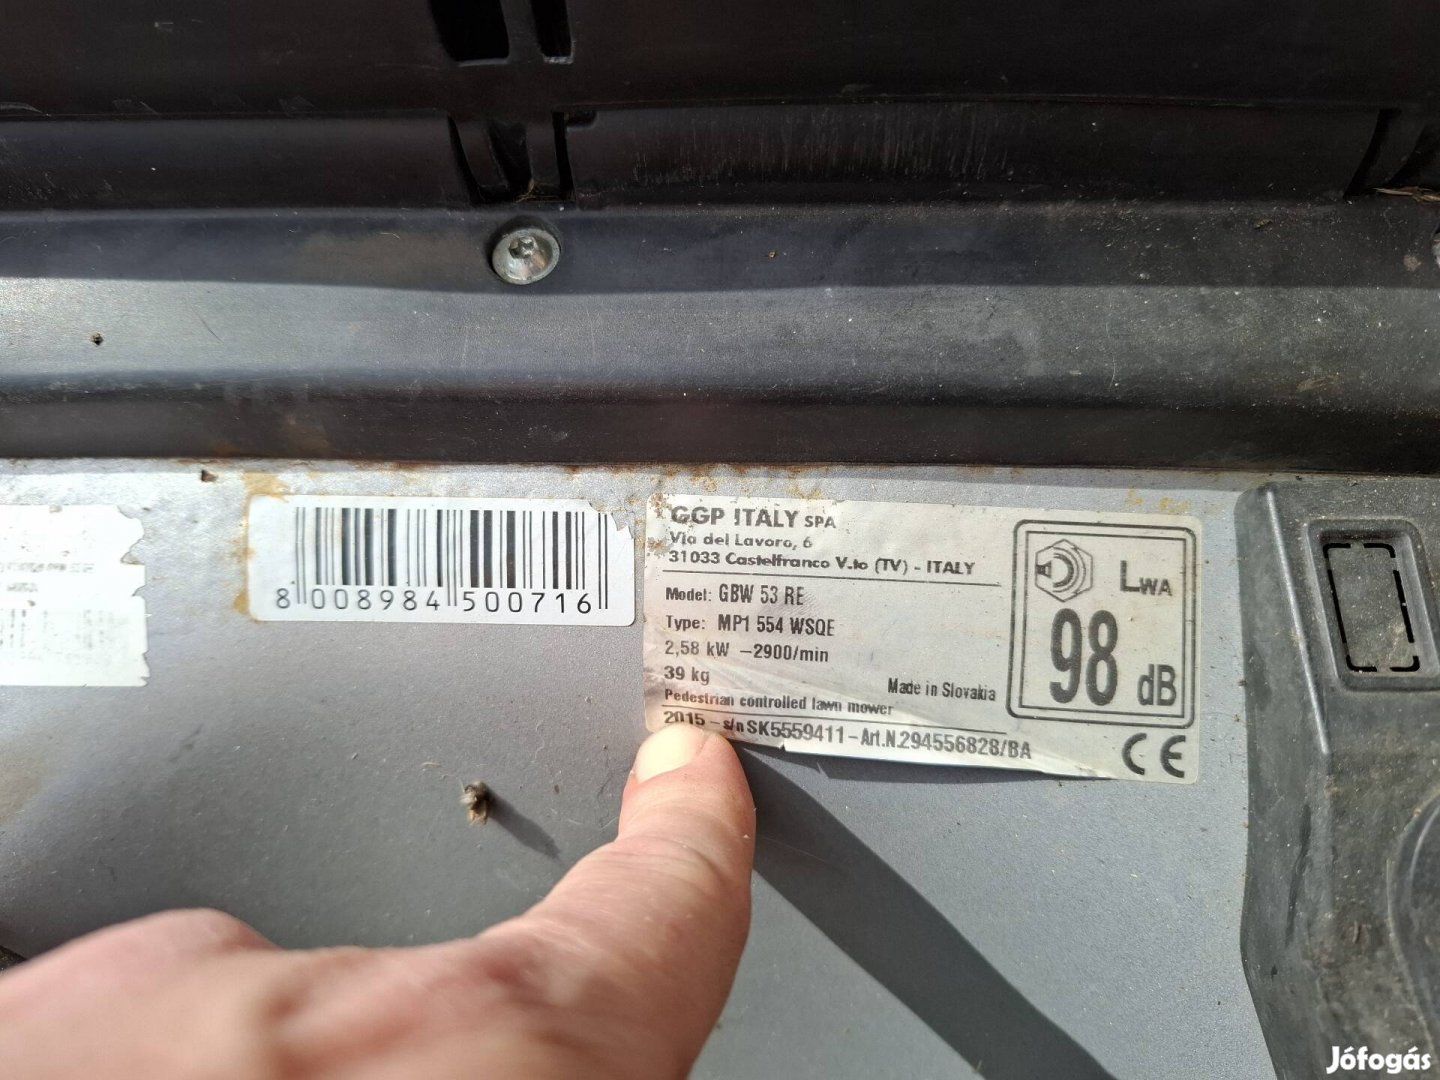 8 008984 500716
GGP ITALY SPA
Via del Lavoro, 6
31033 Castelfranco V.to (TV) - ITALY
Model: GBW 53 RE
Type: MP1 554 WSQE
2,58 kW -2900/min
39 kg
Made in Slovakia
Pedestrian controlled lawn mower
2015 - s/n SK5559411 - Art.N.294556828/BA
LWA
98 dB
CE
Jófogás